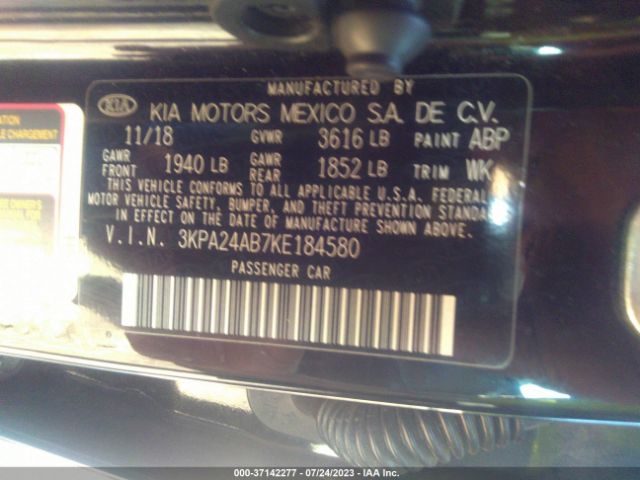 MANUFACTURED BY
KIA KIA MOTORS MEXICO S.A. DE C.V.
11/18 GVWR 3616 LB PAINT ABP
GAWR FRONT 1940 LB GAWR REAR 1852 LB TRIM WK
THIS VEHICLE CONFORMS TO ALL APPLICABLE U.S.A. FEDERAL
MOTOR VEHICLE SAFETY, BUMPER, AND THEFT PREVENTION STANDA
IN EFFECT ON THE DATE OF MANUFACTURE SHOWN ABOVE.
V.I.N. 3KPA24AB7KE184580
PASSENGER CAR
000-37142277 - 07/24/2023 - IAA Inc.